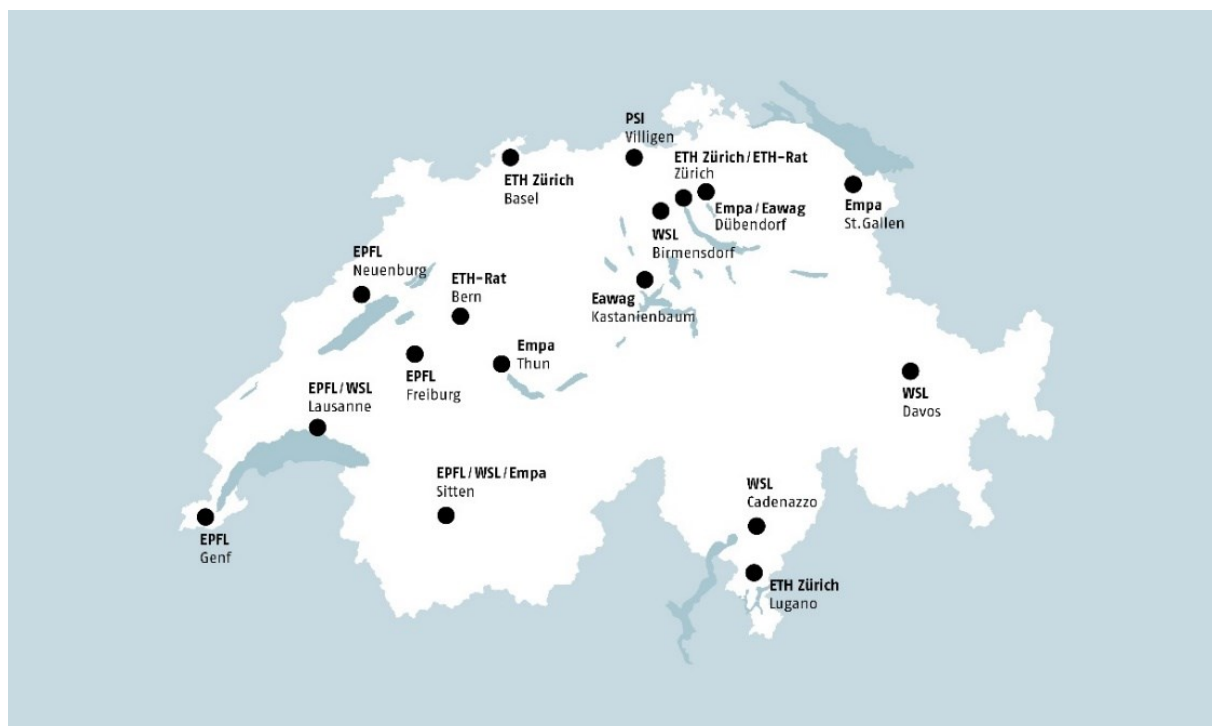 PSI
Villigen
ETH Zürich/ETH-Rat
Zürich
ETH Zürich
Basel
Empa/Eawag
Dübendorf
Empa
St.Gallen
WSL
Birmensdorf
EPFL
Neuenburg
ETH-Rat
Bern
Eawag
Kastanienbaum
Empa
Thun
EPFL
Freiburg
EPFL/WSL
Lausanne
WSL
Davos
EPFL/WSL/Empa
Sitten
WSL
Cadenazzo
EPFL
Genf
ETH Zürich
Lugano